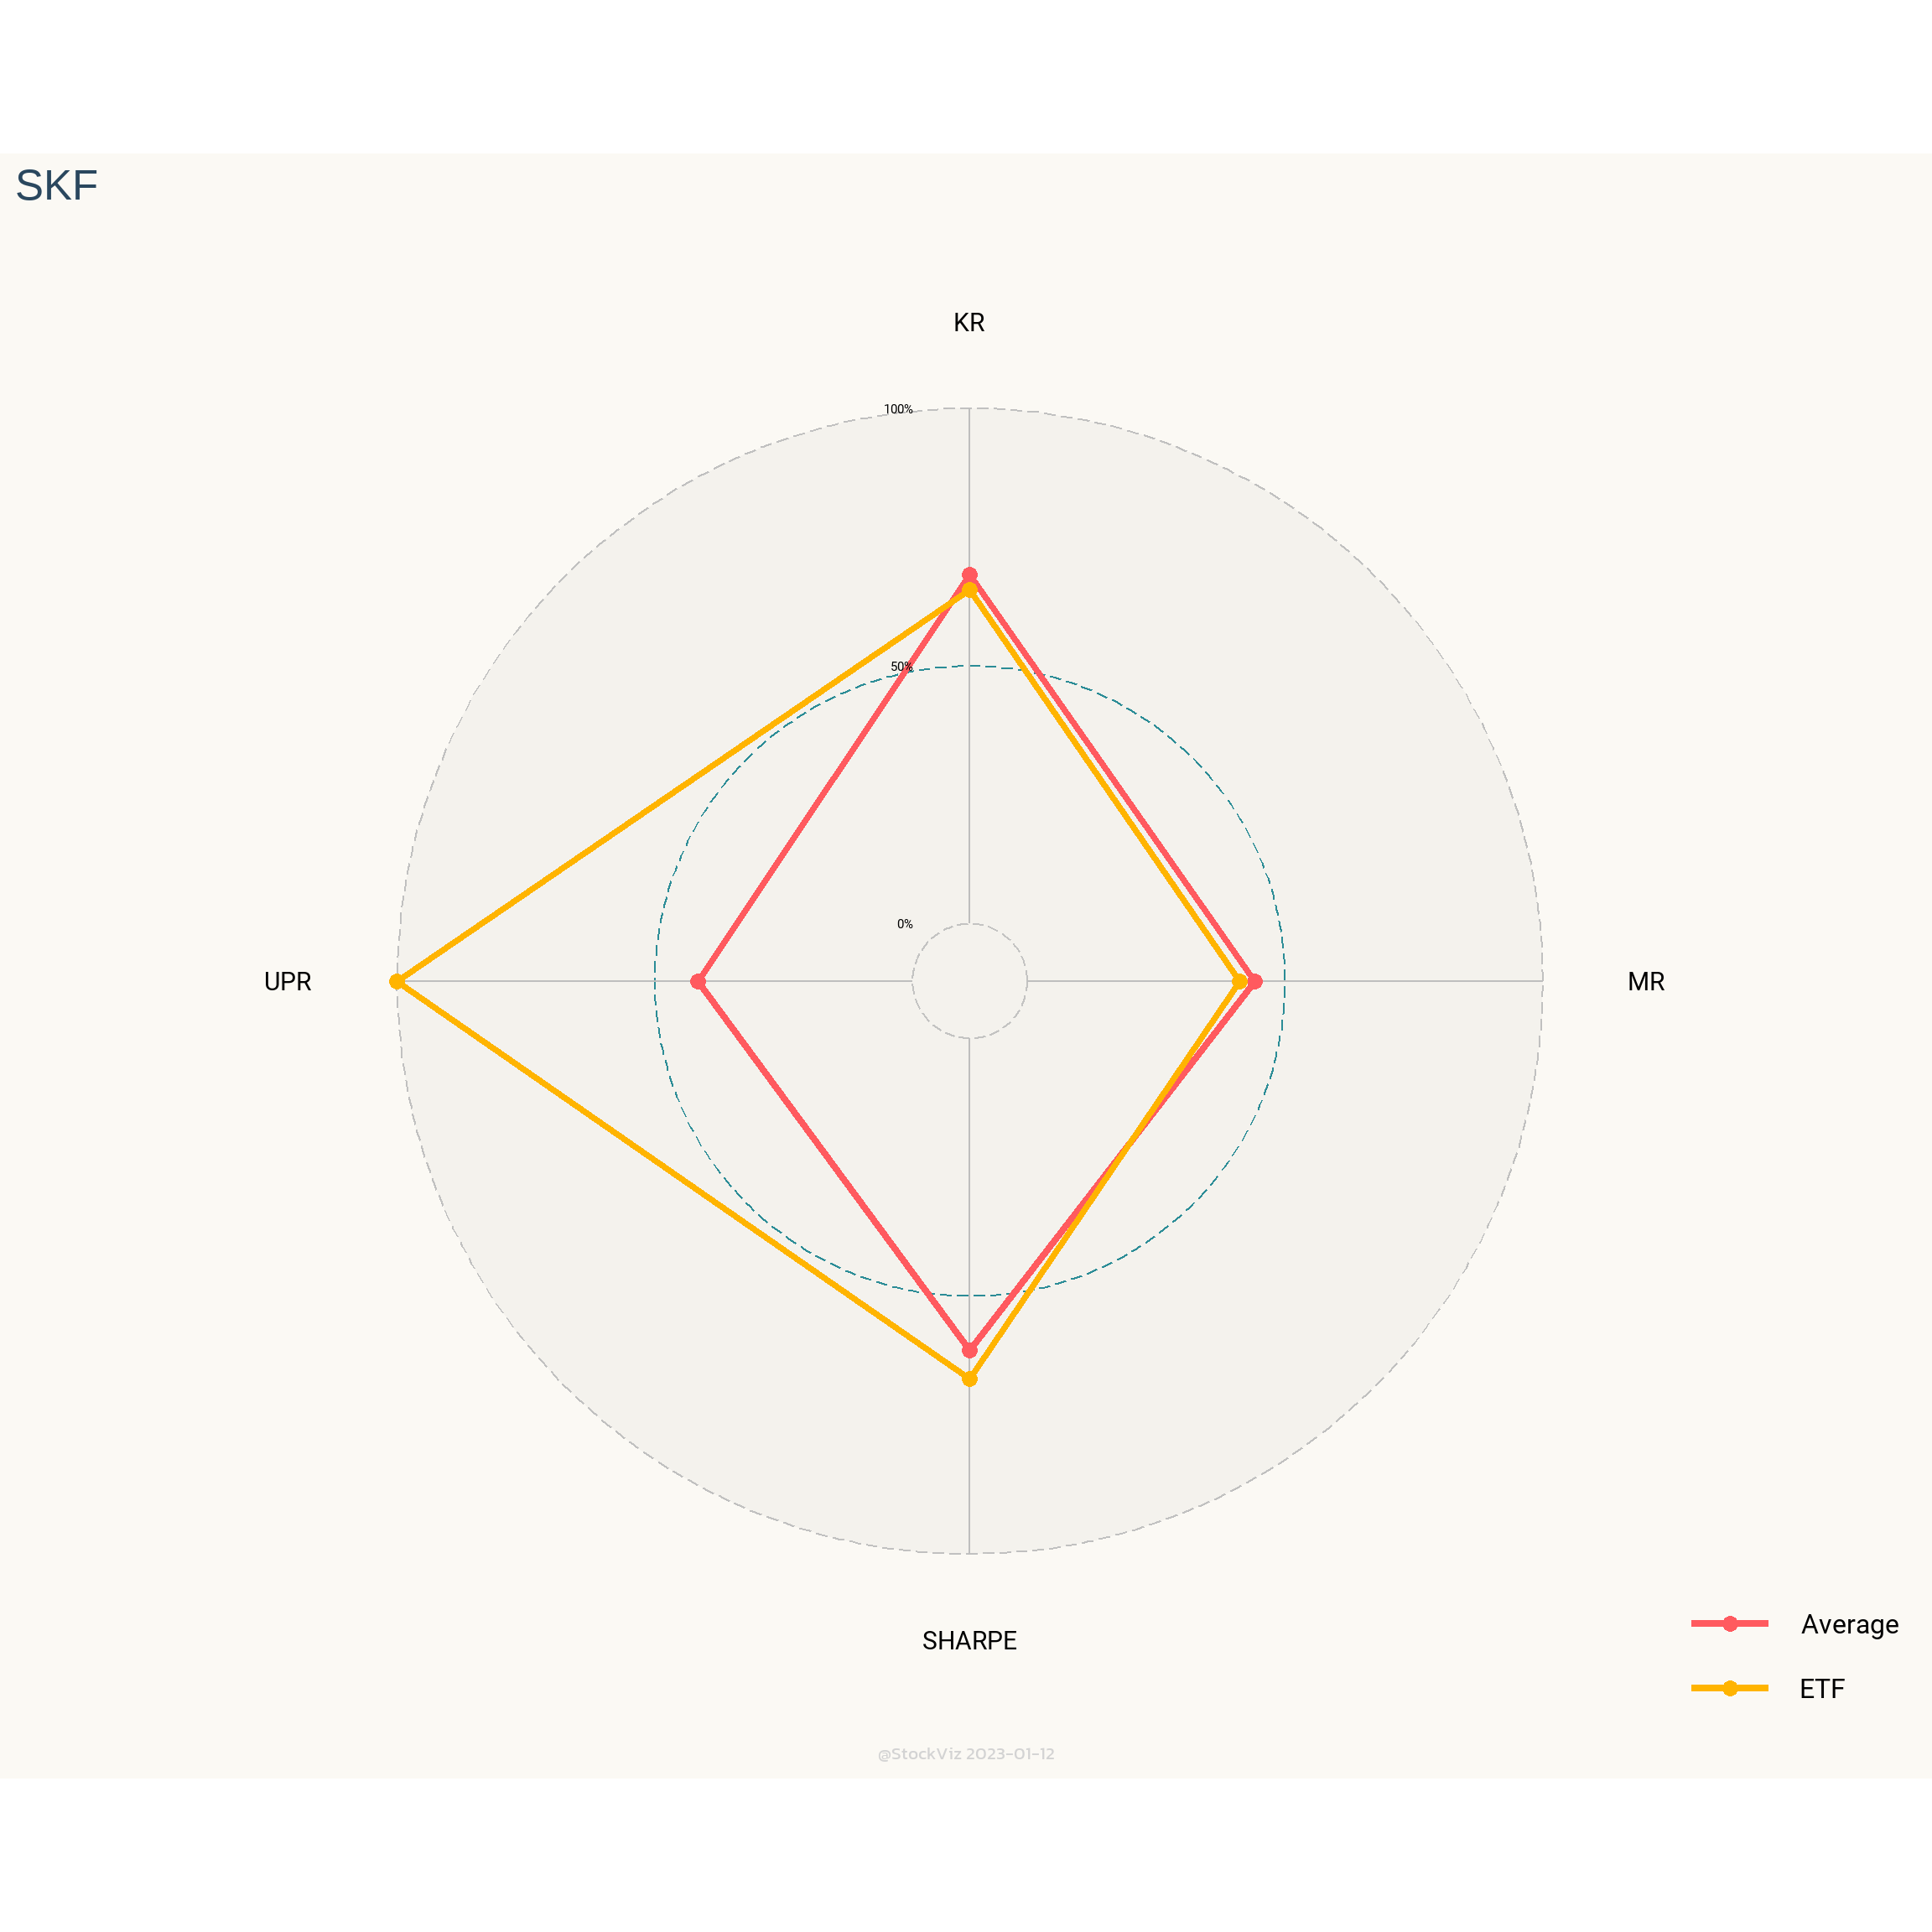 SKF
KR
100%
50%
0%
UPR
MR
SHARPE
Average
ETF
@StockViz 2023-01-12